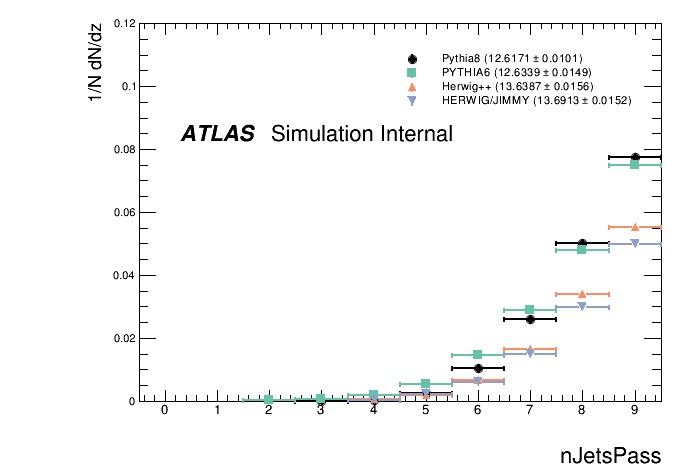 1/N dN/dz
0.12
0.1
0.08
0.06
0.04
0.02
0
Pythia8 (12.6171 ± 0.0101)
PYTHIA6 (12.6339 ± 0.0149)
Herwig++ (13.6387 ± 0.0156)
HERWIG/JIMMY (13.6913 ± 0.0152)
ATLAS Simulation Internal
0 1 2 3 4 5 6 7 8 9
nJetsPass